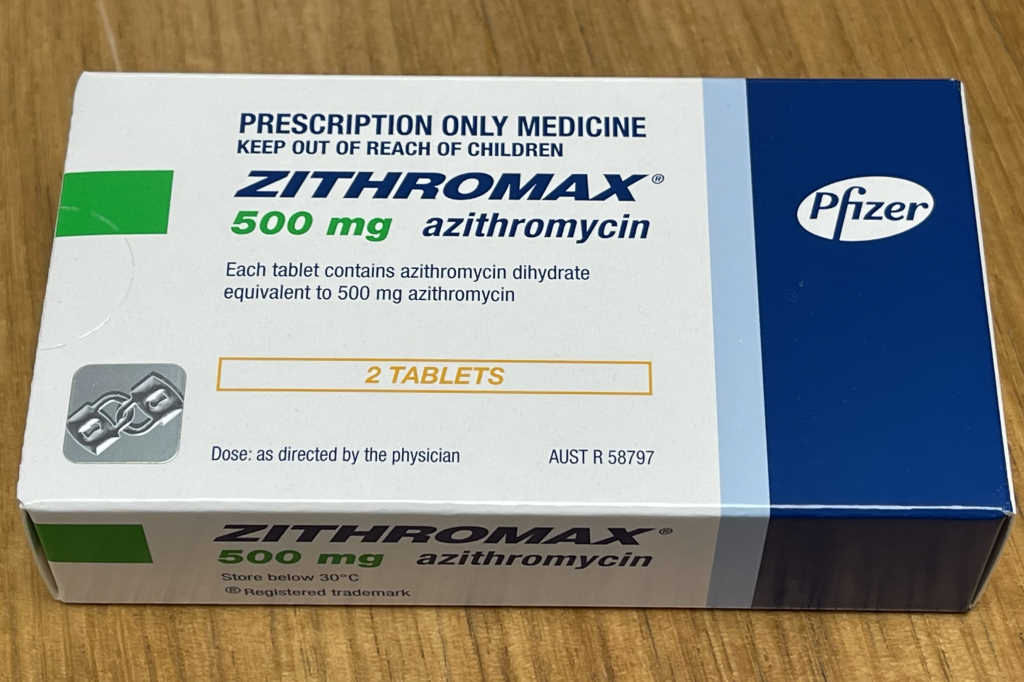 PRESCRIPTION ONLY MEDICINE
KEEP OUT OF REACH OF CHILDREN
ZITHROMAX®
500 mg azithromycin
Each tablet contains azithromycin dihydrate
equivalent to 500 mg azithromycin
2 TABLETS
Dose: as directed by the physician AUST R 58797
Pfizer
ZITHROMAX®
500 mg azithromycin
Store below 30°C
® Registered trademark